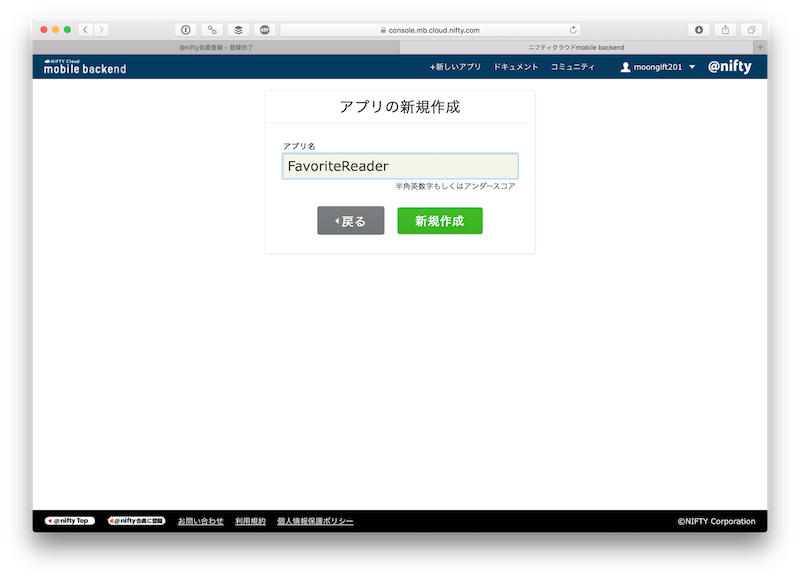 console.mb.cloud.nifty.com
@nifty会員登録 - 登録完了
ニフティクラウドmobile backend
NIFTY Cloud
mobile backend
+新しいアプリ ドキュメント コミュニティ moongift201 @nifty
アプリの新規作成
アプリ名
FavoriteReader
半角英数字もしくはアンダースコア
戻る 新規作成
@nifty Top @nifty会員に登録 お問い合わせ 利用規約 個人情報保護ポリシー ©NIFTY Corporation